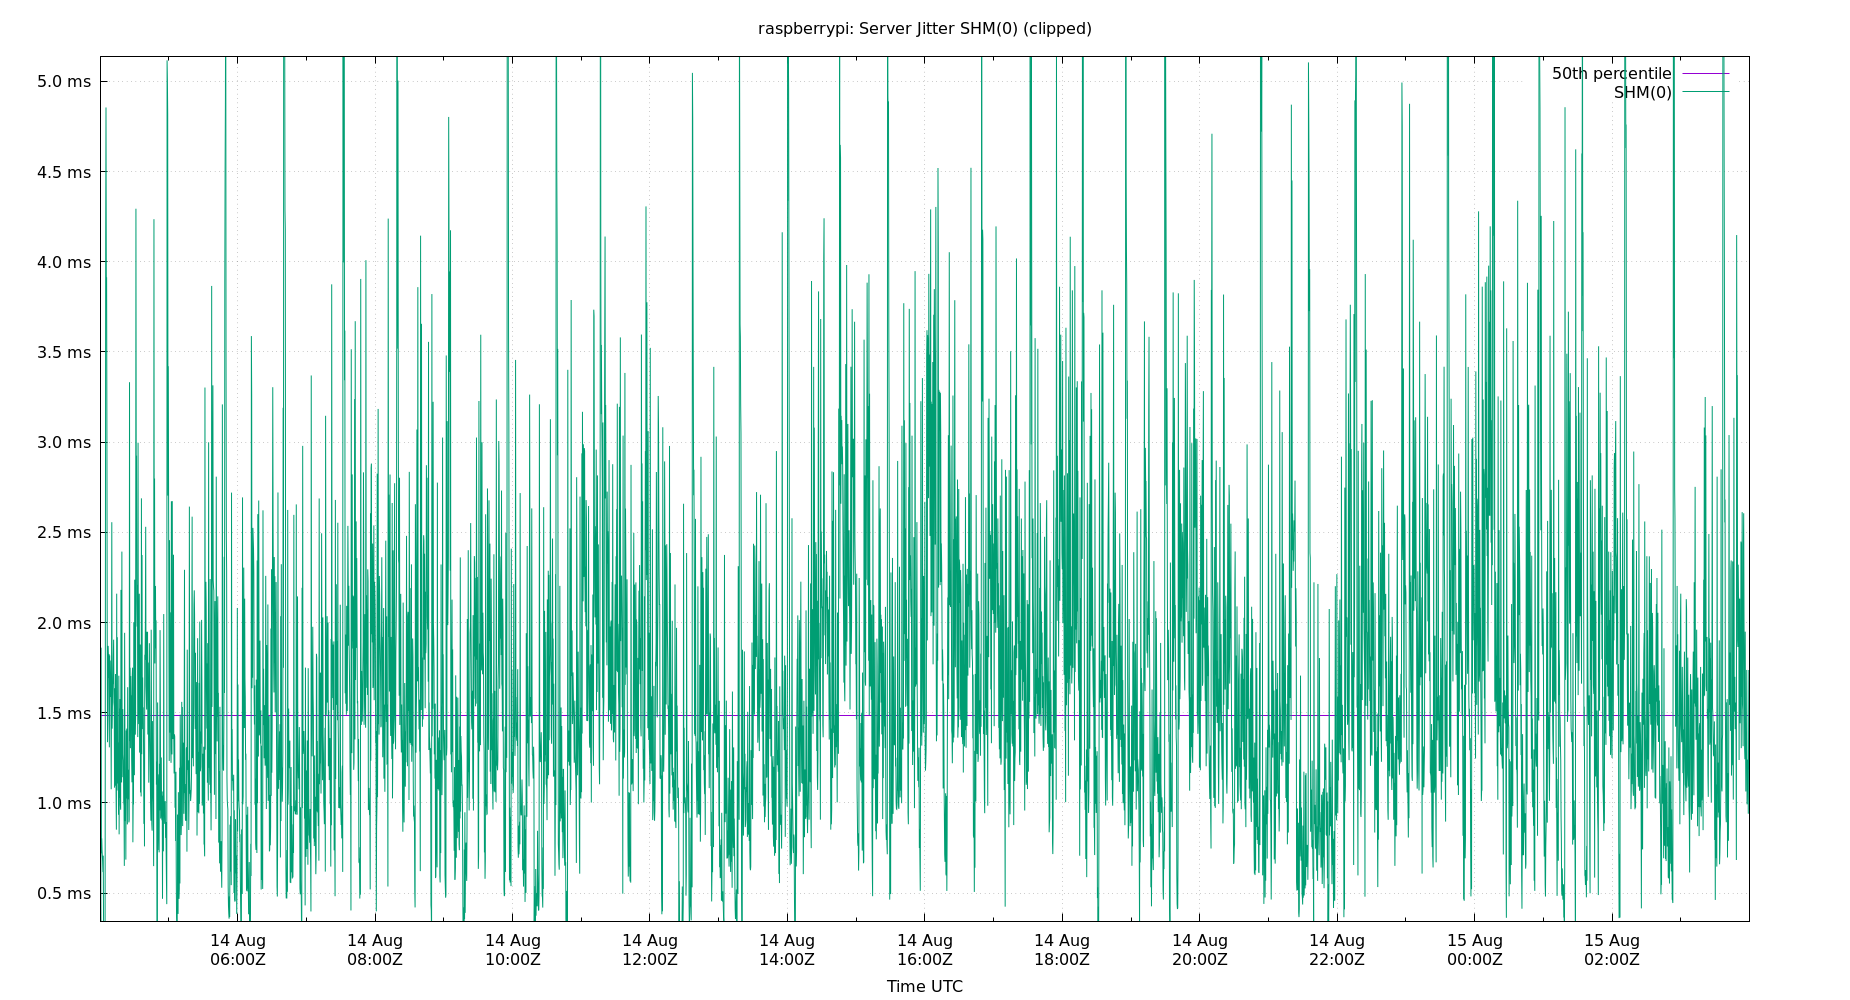 raspberrypi: Server Jitter SHM(0) (clipped)
50th percentile
SHM(0)
5.0 ms
4.5 ms
4.0 ms
3.5 ms
3.0 ms
2.5 ms
2.0 ms
1.5 ms
1.0 ms
0.5 ms
14 Aug 14 Aug 14 Aug 14 Aug 14 Aug 14 Aug 14 Aug 14 Aug 14 Aug 15 Aug 15 Aug
06:00Z 08:00Z 10:00Z 12:00Z 14:00Z 16:00Z 18:00Z 20:00Z 22:00Z 00:00Z 02:00Z
Time UTC